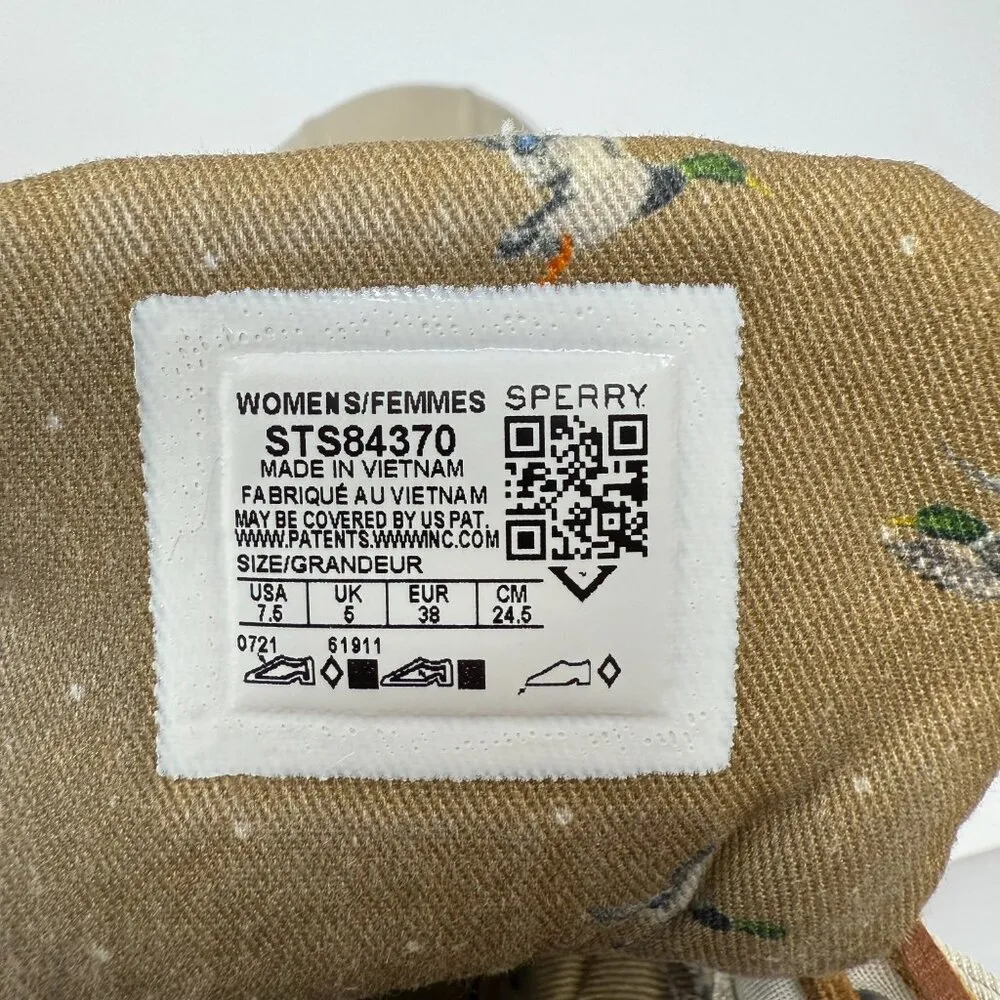 WOMENS/FEMMES SPERRY
STS84370
MADE IN VIETNAM
FABRIQUÉ AU VIETNAM
MAY BE COVERED BY US PAT.
WWW.PATENTS.WWWINC.COM
SIZE/GRANDEUR
USA UK EUR CM
7.5 5 38 24.5
0721 61911